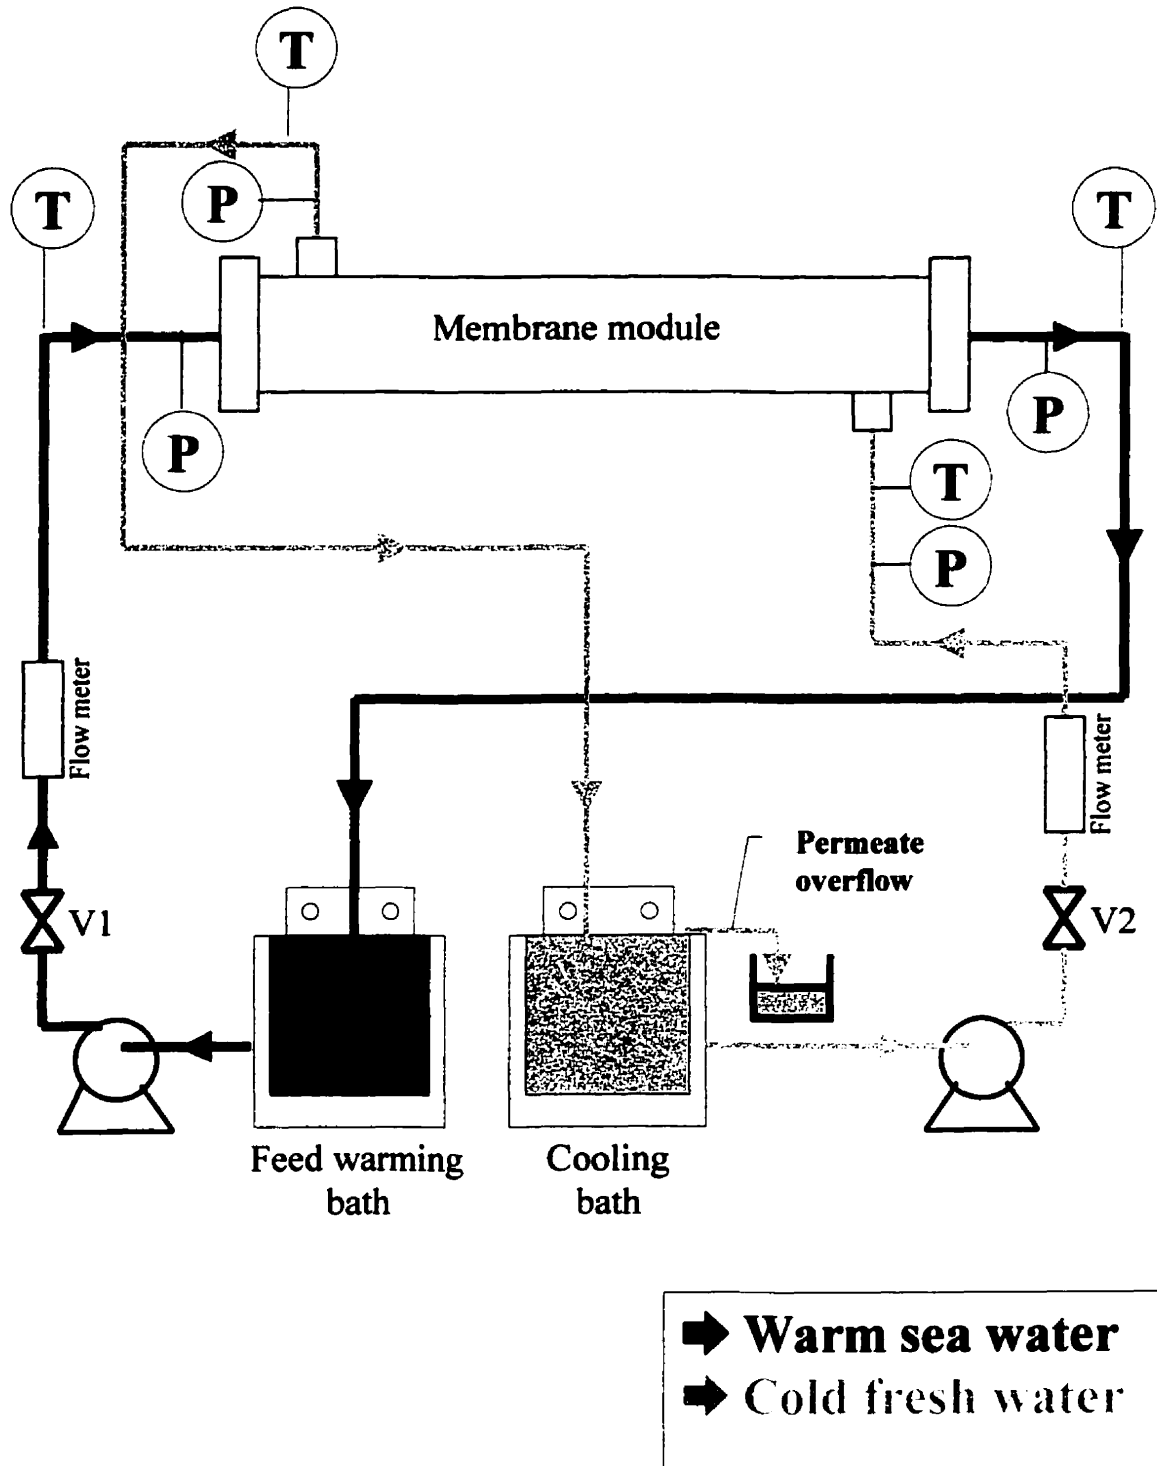 T
P
T
T
Membrane module
P
P
T
P
Flow meter
Flow meter
Permeate
overflow
V1
V2
Feed warming
bath
Cooling
bath
Warm sea water
Cold fresh water